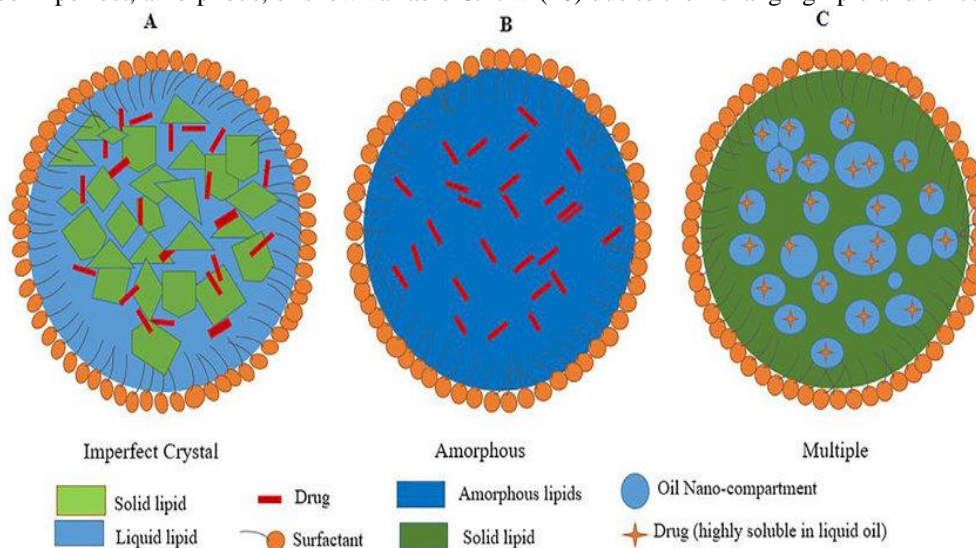 A
B
C
Imperfect Crystal
Amorphous
Multiple
Solid lipid
Drug
Amorphous lipids
Oil Nano-compartment
Liquid lipid
Surfactant
Solid lipid
Drug (highly soluble in liquid oil)